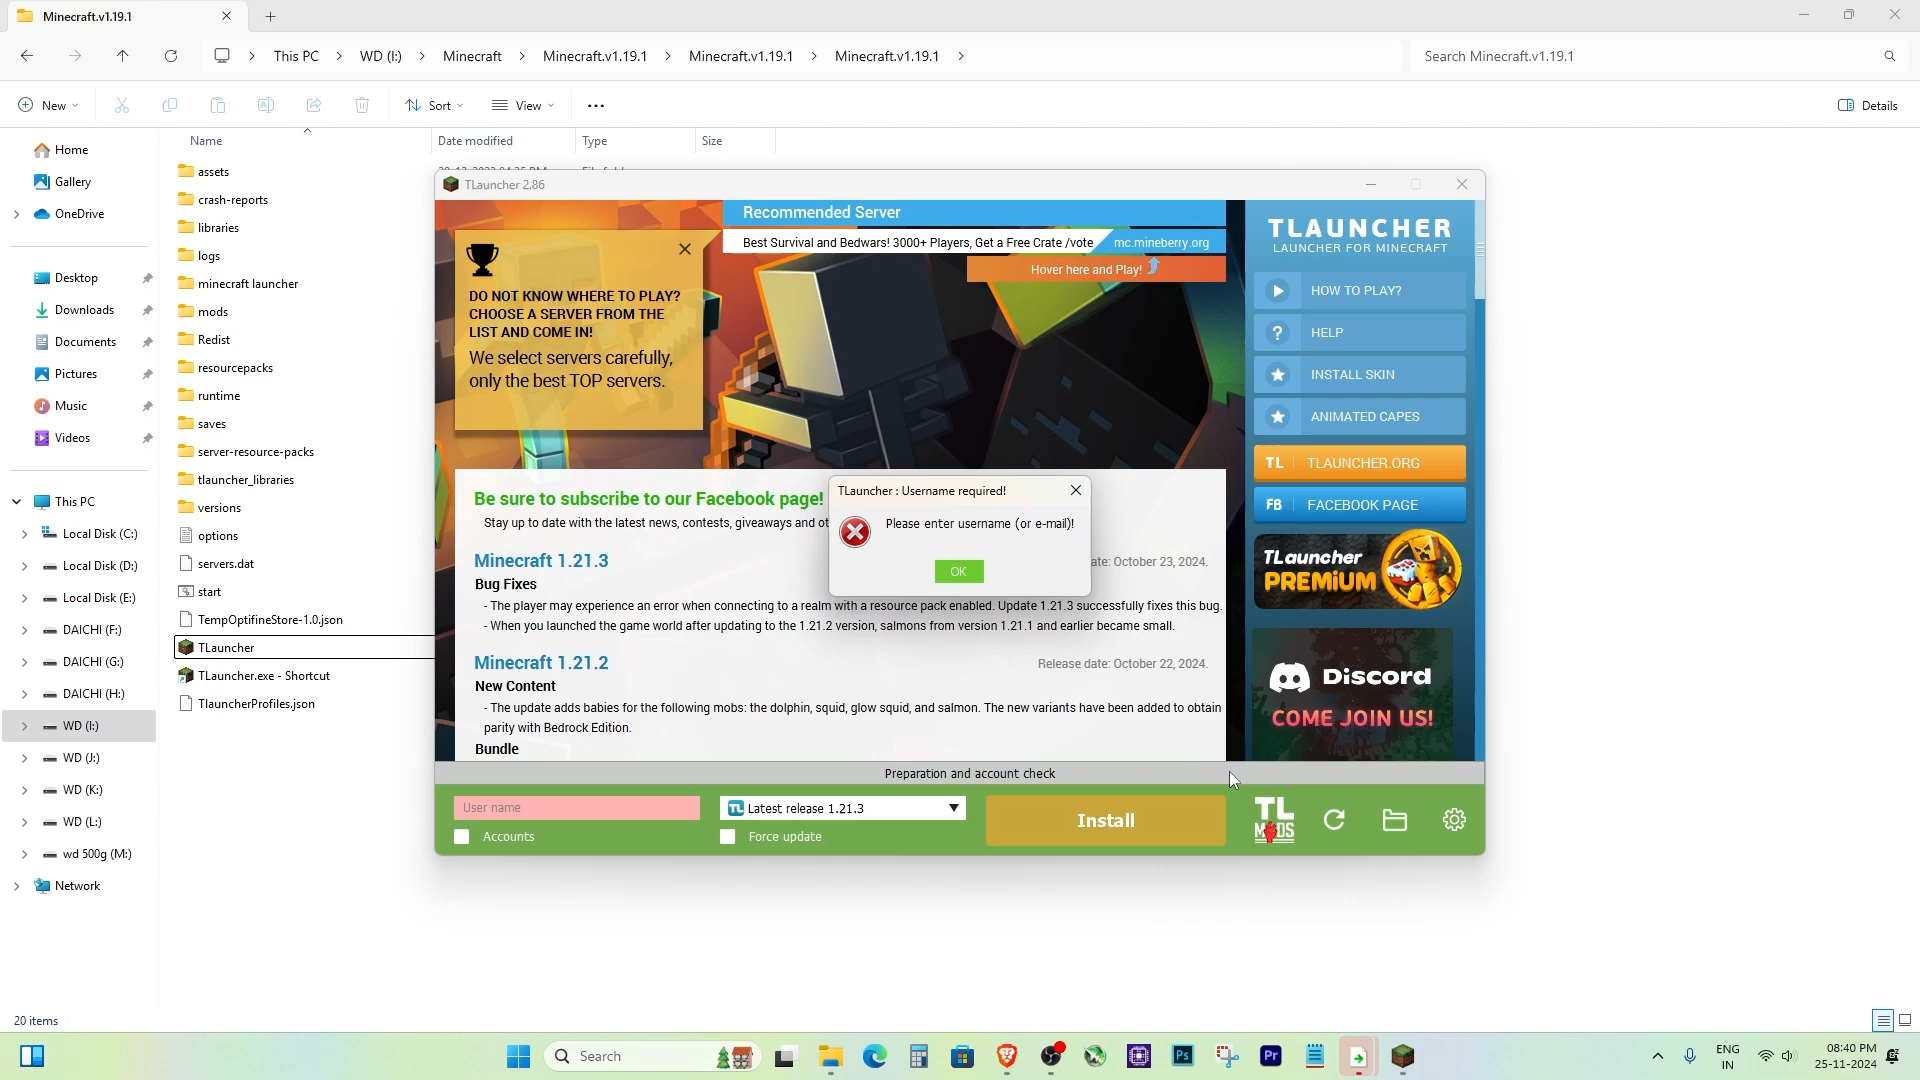 Minecraft.v1.19.1
This PC > WD (I:) > Minecraft > Minecraft.v1.19.1 > Minecraft.v1.19.1 > Minecraft.v1.19.1 >
Search Minecraft.v1.19.1
New
Sort
View
Details
Name
Date modified
Type
Size
Home
Gallery
OneDrive
Desktop
Downloads
Documents
Pictures
Music
Videos
This PC
Local Disk (C:)
Local Disk (D:)
Local Disk (E:)
DAICHI (F:)
DAICHI (G:)
DAICHI (H:)
WD (I:)
WD (J:)
WD (K:)
WD (L:)
wd 500g (M:)
Network
assets
crash-reports
libraries
logs
minecraft launcher
mods
Redist
resourcepacks
runtime
saves
server-resource-packs
tlauncher_libraries
versions
options
servers.dat
start
TempOptifineStore-1.0.json
TLauncher
TLauncher.exe - Shortcut
TlauncherProfiles.json
TLauncher 2.86
Recommended Server
Best Survival and Bedwars! 3000+ Players, Get a Free Crate /vote
mc.mineberry.org
Hover here and Play!
DO NOT KNOW WHERE TO PLAY?
CHOOSE A SERVER FROM THE
LIST AND COME IN!
We select servers carefully,
only the best TOP servers.
Be sure to subscribe to our Facebook page!
Stay up to date with the latest news, contests, giveaways and ot
Minecraft 1.21.3
ate: October 23, 2024.
Bug Fixes
- The player may experience an error when connecting to a realm with a resource pack enabled. Update 1.21.3 successfully fixes this bug.
- When you launched the game world after updating to the 1.21.2 version, salmons from version 1.21.1 and earlier became small.
Minecraft 1.21.2
Release date: October 22, 2024.
New Content
- The update adds babies for the following mobs: the dolphin, squid, glow squid, and salmon. The new variants have been added to obtain
parity with Bedrock Edition.
Bundle
TLauncher : Username required!
Please enter username (or e-mail)!
OK
TLAUNCHER
LAUNCHER FOR MINECRAFT
HOW TO PLAY?
? HELP
INSTALL SKIN
ANIMATED CAPES
TL TLAUNCHER.ORG
FB FACEBOOK PAGE
TLauncher
PREMIUM
Discord
COME JOIN US!
Preparation and account check
User name
TL Latest release 1.21.3
Install
Accounts
Force update
TL
MODS
20 items
Search
Ps
Pr
ENG
IN
08:40 PM
25-11-2024